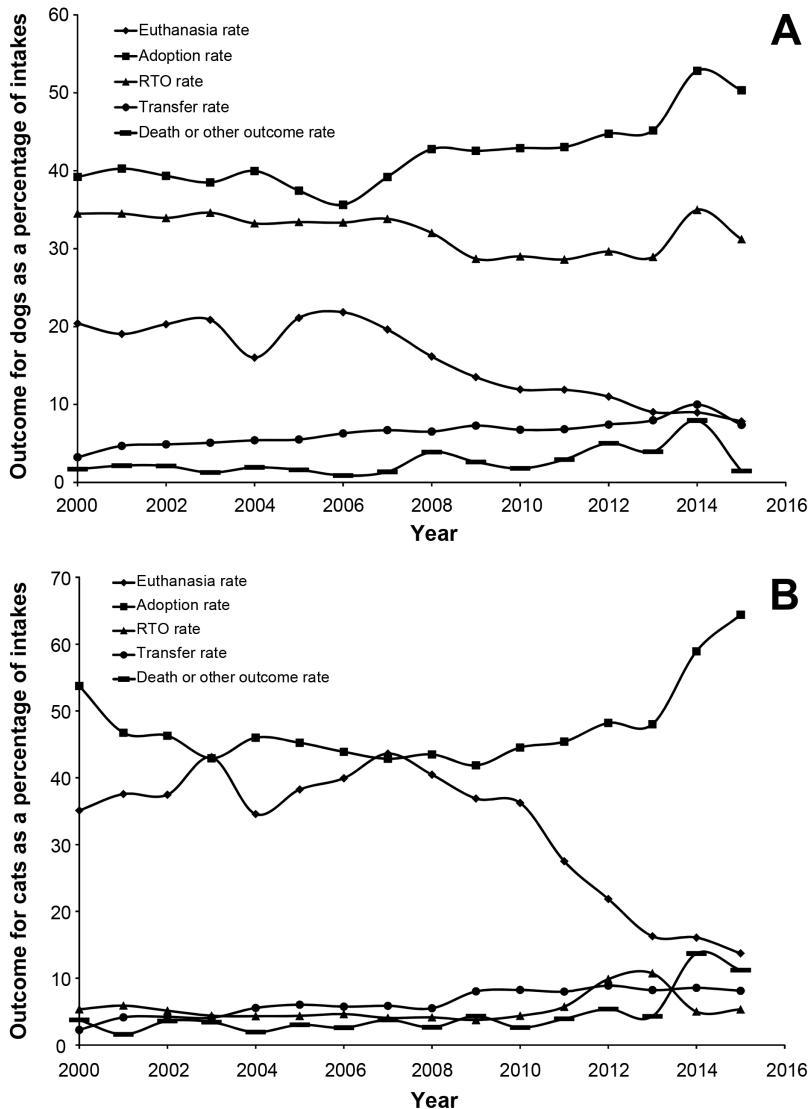 A
Outcome for dogs as a percentage of intakes
60
50
40
30
20
10
0
Euthanasia rate
Adoption rate
RTO rate
Transfer rate
Death or other outcome rate
2000 2002 2004 2006 2008 2010 2012 2014 2016
Year
B
Outcome for cats as a percentage of intakes
70
60
50
40
30
20
10
0
Euthanasia rate
Adoption rate
RTO rate
Transfer rate
Death or other outcome rate
2000 2002 2004 2006 2008 2010 2012 2014 2016
Year